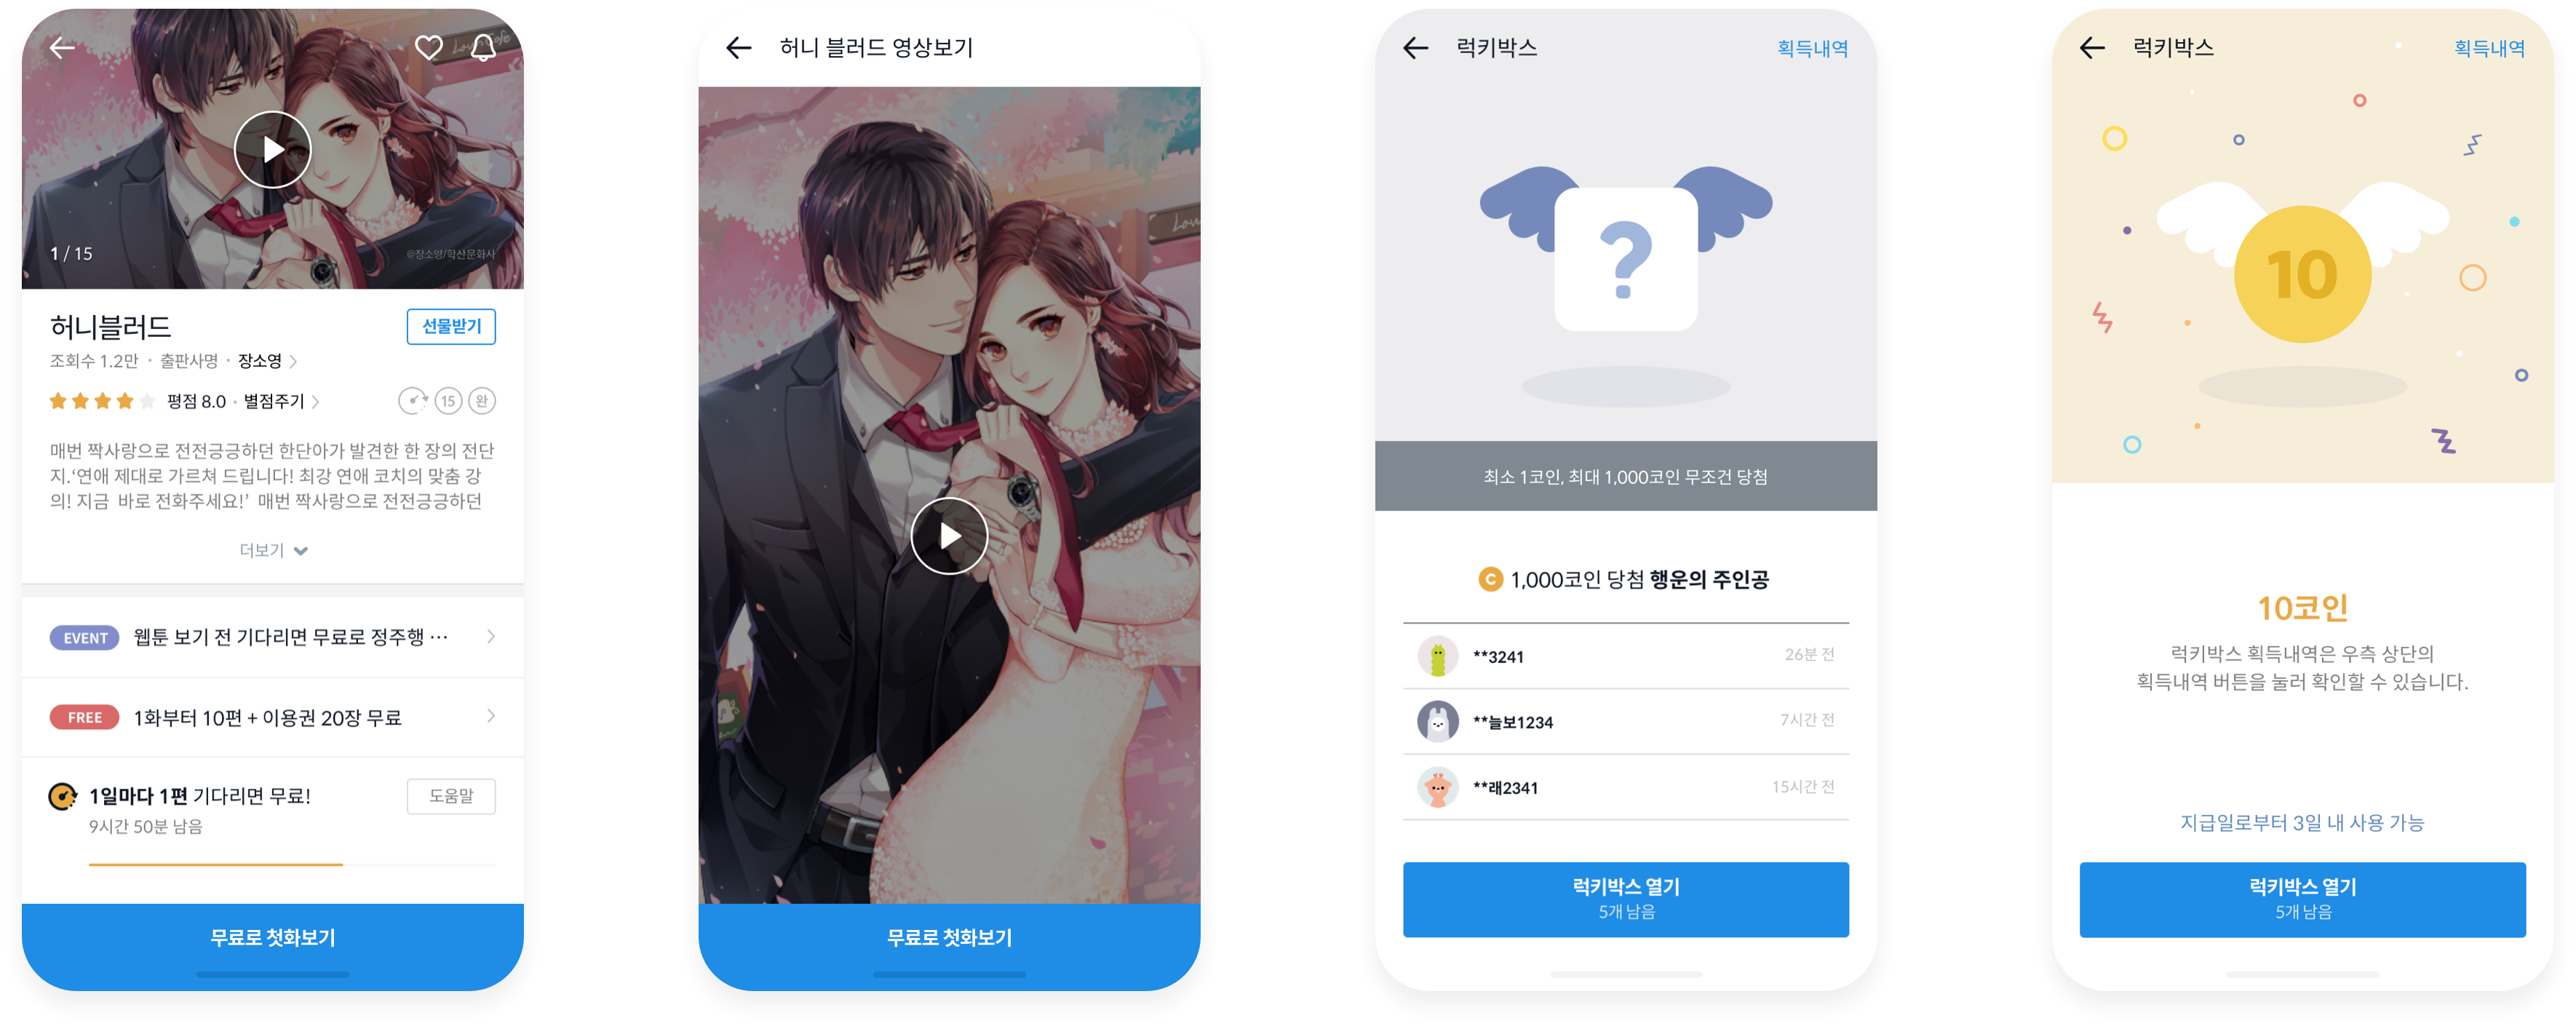 Love Cafe
1 / 15
@장소영/학산문화사
허니블러드
선물받기
조회수 1.2만 · 출판사명 · 장소영
평점 8.0 · 별점주기
15
완
매번 짝사랑으로 전전긍긍하던 한단아가 발견한 한 장의 전단
지.‘연애 제대로 가르쳐 드립니다! 최강 연애 코치의 맞춤 강
의! 지금 바로 전화주세요!’ 매번 짝사랑으로 전전긍긍하던
더보기
EVENT 웹툰 보기 전 기다리면 무료로 정주행 ···
FREE 1화부터 10편 + 이용권 20장 무료
1일마다 1편 기다리면 무료!
도움말
9시간 50분 남음
무료로 첫화보기
허니 블러드 영상보기
무료로 첫화보기
럭키박스
획득내역
?
최소 1코인, 최대 1,000코인 무조건 당첨
C 1,000코인 당첨 행운의 주인공
**3241 26분 전
**늘보1234 7시간 전
**래2341 15시간 전
럭키박스 열기
5개 남음
럭키박스
획득내역
10
10코인
럭키박스 획득내역은 우측 상단의
획득내역 버튼을 눌러 확인할 수 있습니다.
지급일로부터 3일 내 사용 가능
럭키박스 열기
5개 남음